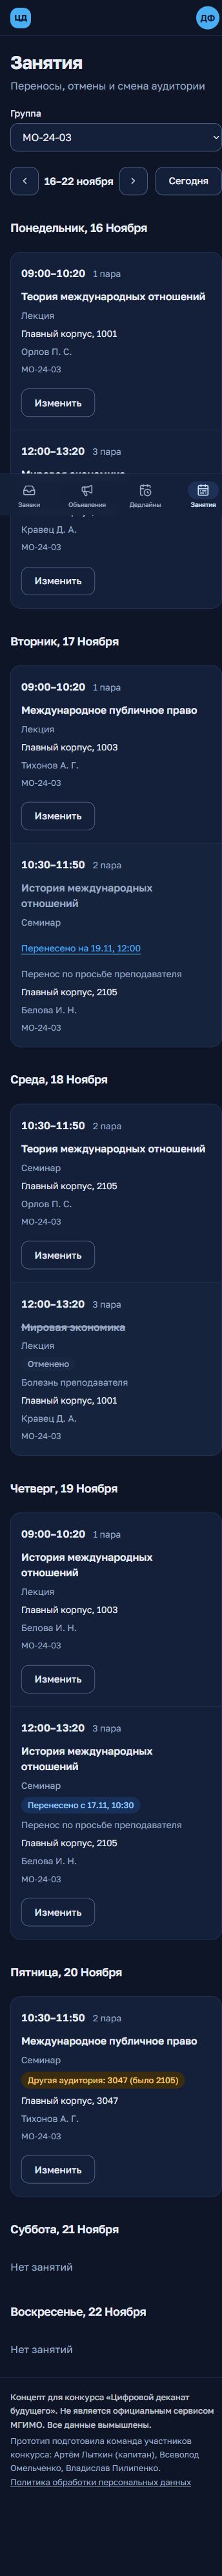 ЦД
ДФ
Занятия
Переносы, отмены и смена аудитории
Группа
МО-24-03
16–22 ноября
Сегодня
Понедельник, 16 Ноября
09:00–10:20 1 пара
Теория международных отношений
Лекция
Главный корпус, 1001
Орлов П. С.
МО-24-03
Изменить
12:00–13:20 3 пара
Мировая экономика
Заявки
Объявления
Дедлайны
Занятия
Кравец Д. А.
МО-24-03
Изменить
Вторник, 17 Ноября
09:00–10:20 1 пара
Международное публичное право
Лекция
Главный корпус, 1003
Тихонов А. Г.
МО-24-03
Изменить
10:30–11:50 2 пара
История международных
отношений
Семинар
Перенесено на 19.11, 12:00
Перенос по просьбе преподавателя
Главный корпус, 2105
Белова И. Н.
МО-24-03
Среда, 18 Ноября
10:30–11:50 2 пара
Теория международных отношений
Семинар
Главный корпус, 2105
Орлов П. С.
МО-24-03
Изменить
12:00–13:20 3 пара
Мировая экономика
Лекция
Отменено
Болезнь преподавателя
Главный корпус, 1001
Кравец Д. А.
МО-24-03
Четверг, 19 Ноября
09:00–10:20 1 пара
История международных
отношений
Лекция
Главный корпус, 1003
Белова И. Н.
МО-24-03
Изменить
12:00–13:20 3 пара
История международных
отношений
Семинар
Перенесено с 17.11, 10:30
Перенос по просьбе преподавателя
Главный корпус, 2105
Белова И. Н.
МО-24-03
Изменить
Пятница, 20 Ноября
10:30–11:50 2 пара
Международное публичное право
Семинар
Другая аудитория: 3047 (было 2105)
Главный корпус, 3047
Тихонов А. Г.
МО-24-03
Изменить
Суббота, 21 Ноября
Нет занятий
Воскресенье, 22 Ноября
Нет занятий
Концепт для конкурса «Цифровой деканат
будущего». Не является официальным сервисом
МГИМО. Все данные вымышлены.
Прототип подготовила команда участников
конкурса: Артём Лыткин (капитан), Всеволод
Омельченко, Владислав Пилипенко.
Политика обработки персональных данных